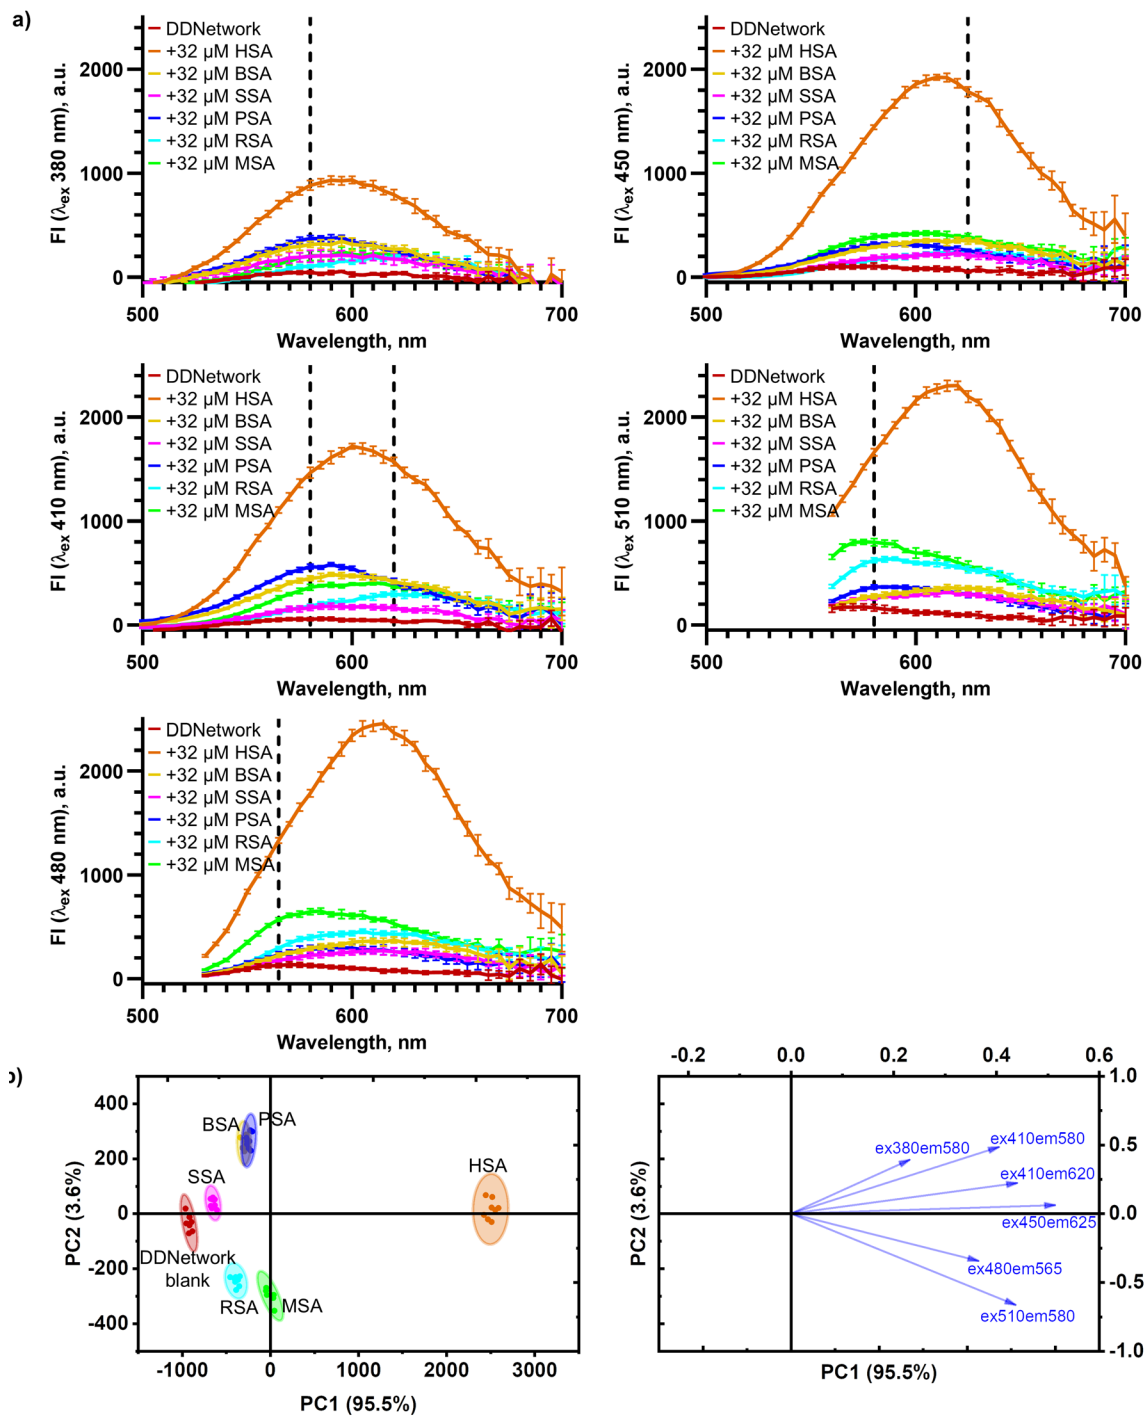 a)
DDNetwork
+32 µM HSA
+32 µM BSA
+32 µM SSA
+32 µM PSA
+32 µM RSA
+32 µM MSA
FI (λex 380 nm), a.u.
2000
1000
0
500
600
700
Wavelength, nm
DDNetwork
+32 µM HSA
+32 µM BSA
+32 µM SSA
+32 µM PSA
+32 µM RSA
+32 µM MSA
FI (λex 450 nm), a.u.
2000
1000
0
500
600
700
Wavelength, nm
DDNetwork
+32 µM HSA
+32 µM BSA
+32 µM SSA
+32 µM PSA
+32 µM RSA
+32 µM MSA
FI (λex 410 nm), a.u.
2000
1000
0
500
600
700
Wavelength, nm
DDNetwork
+32 µM HSA
+32 µM BSA
+32 µM SSA
+32 µM PSA
+32 µM RSA
+32 µM MSA
FI (λex 510 nm), a.u.
2000
1000
0
500
600
700
Wavelength, nm
DDNetwork
+32 µM HSA
+32 µM BSA
+32 µM SSA
+32 µM PSA
+32 µM RSA
+32 µM MSA
FI (λex 480 nm), a.u.
2000
1000
0
500
600
700
Wavelength, nm
b)
400
200
0
-200
-400
PC2 (3.6%)
BSA
PSA
SSA
HSA
DDNetwork
blank
RSA
MSA
-1000
0
1000
2000
3000
PC1 (95.5%)
-0.2
0.0
0.2
0.4
0.6
1.0
0.5
0.0
-0.5
-1.0
PC2 (3.6%)
ex380em580
ex410em580
ex410em620
ex450em625
ex480em565
ex510em580
PC1 (95.5%)